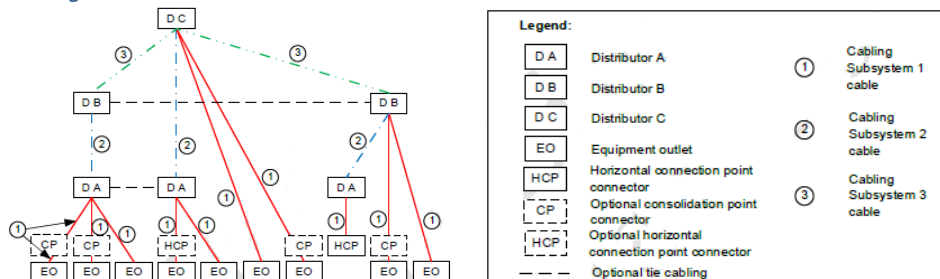 D C
3
3
D B
D B
2
2
2
D A
D A
D A
1
1
1
1
1
1
1
1
1
1
CP
CP
HCP
CP
HCP
CP
EO
EO
EO
EO
EO
EO
EO
EO
EO
Legend:
D A Distributor A
D B Distributor B
D C Distributor C
EO Equipment outlet
HCP Horizontal connection point
connector
CP Optional consolidation point
connector
HCP Optional horizontal
connection point connector
Optional tie cabling
1 Cabling
Subsystem 1
cable
2 Cabling
Subsystem 2
cable
3 Cabling
Subsystem 3
cable